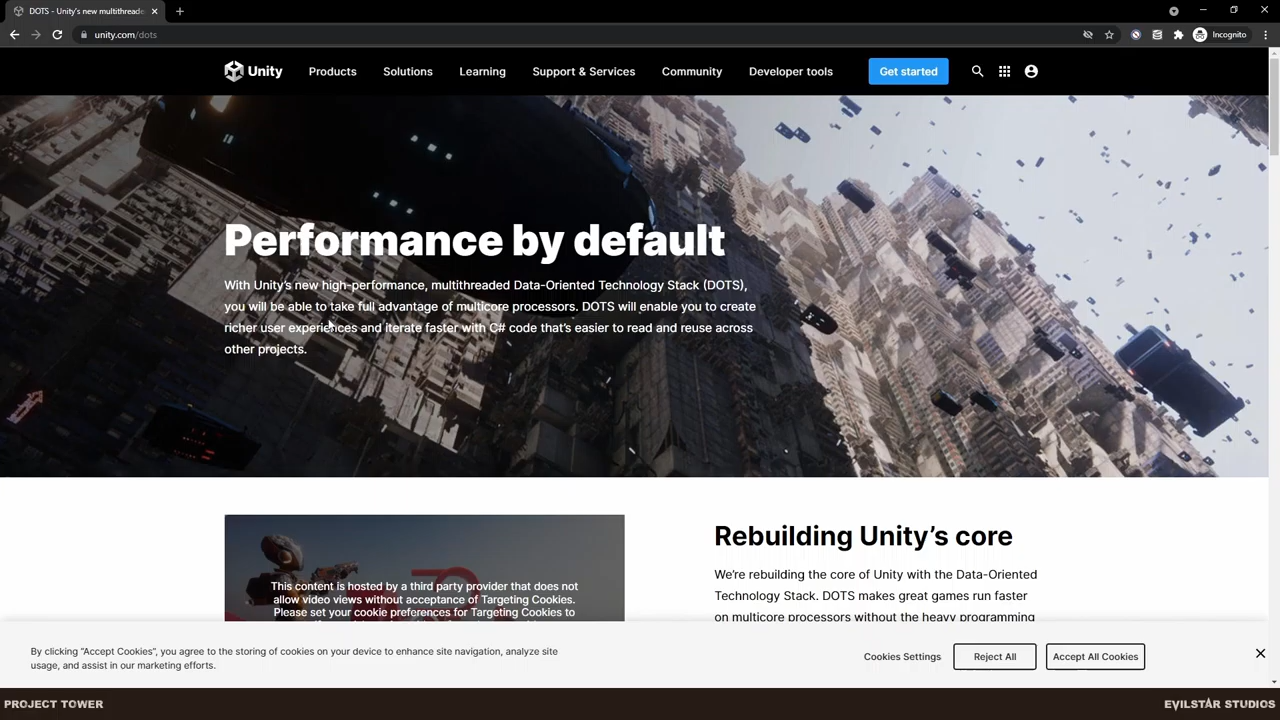 DOTS - Unity's new multithreade
unity.com/dots
Incognito
Unity
Products
Solutions
Learning
Support & Services
Community
Developer tools
Get started
Performance by default
With Unity's new high-performance, multithreaded Data-Oriented Technology Stack (DOTS),
you will be able to take full advantage of multicore processors. DOTS will enable you to create
richer user experiences and iterate faster with C# code that's easier to read and reuse across
other projects.
This content is hosted by a third party provider that does not
allow video views without acceptance of Targeting Cookies.
Please set your cookie preferences for Targeting Cookies to
Rebuilding Unity's core
We're rebuilding the core of Unity with the Data-Oriented
Technology Stack. DOTS makes great games run faster
on multicore processors without the heavy programming
By clicking "Accept Cookies", you agree to the storing of cookies on your device to enhance site navigation, analyze site
usage, and assist in our marketing efforts.
Cookies Settings
Reject All
Accept All Cookies
PROJECT TOWER
EVILSTAR STUDIOS